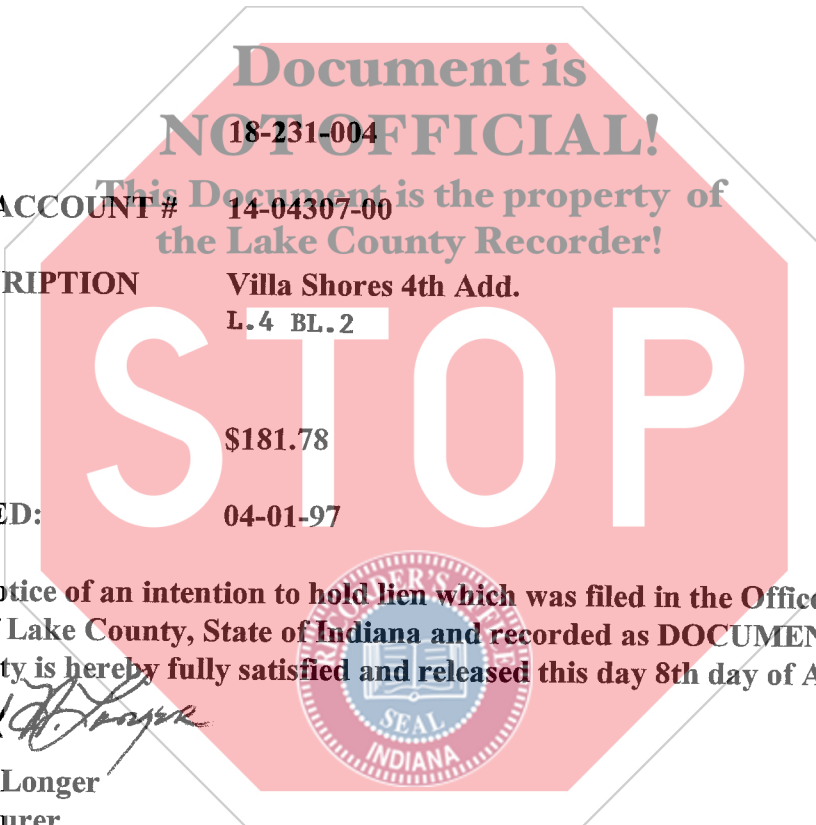 Document is
NOT OFFICIAL!
18-231-004
This Document is the property of
ACCOUNT # 14-04307-00
the Lake County Recorder!
RIPTION Villa Shores 4th Add.
L.4 BL.2
STOP
$181.78
ED: 04-01-97
otice of an intention to hold lien which was filed in the Office
f Lake County, State of Indiana and recorded as DOCUMEN
ty is hereby fully satisfied and released this day 8th day of A
RECORDER'S
SEAL
INDIANA
Longer
urer